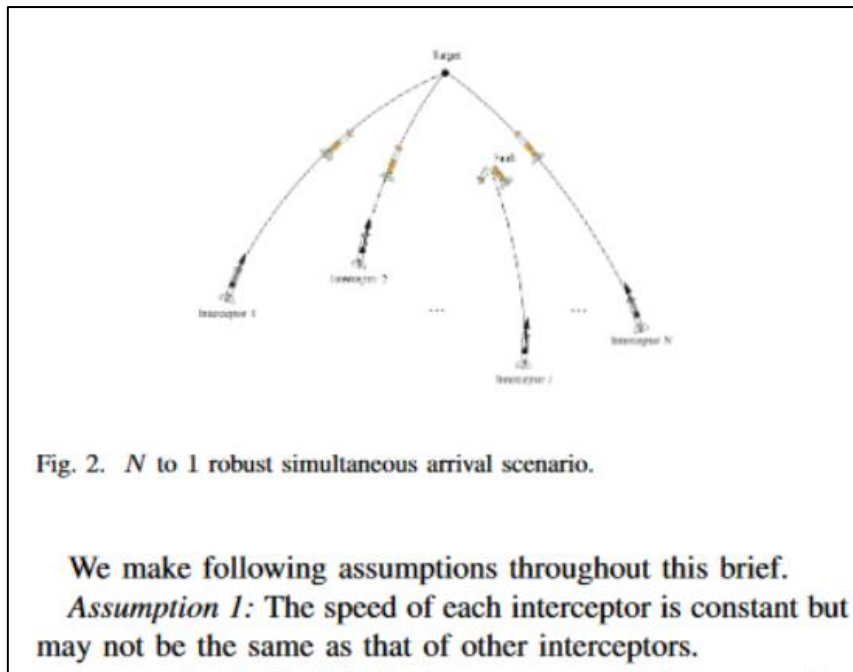 Target
Fault
Interceptor 2
Interceptor 1
...
...
Interceptor N
Interceptor i
Fig. 2. N to 1 robust simultaneous arrival scenario.
We make following assumptions throughout this brief.
Assumption 1: The speed of each interceptor is constant but
may not be the same as that of other interceptors.